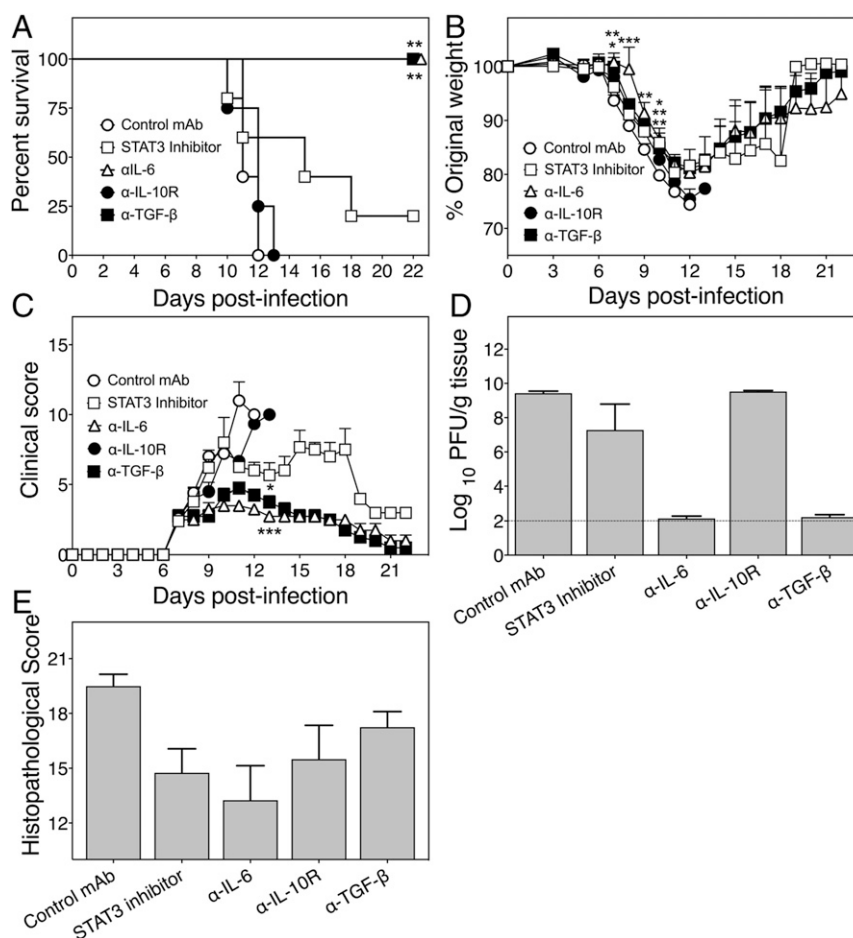 A
Percent survival
100
75
50
25
0
**
**
Control mAb
STAT3 Inhibitor
αIL-6
α-IL-10R
α-TGF-β
0 2 4 6 8 10 12 14 16 18 20 22
Days post-infection
B
% Original weight
100
90
80
70
**
*
***
**
*
**
**
Control mAb
STAT3 Inhibitor
α-IL-6
α-IL-10R
α-TGF-β
0 3 6 9 12 15 18 21
Days post-infection
C
Clinical score
15
10
5
0
Control mAb
STAT3 Inhibitor
α-IL-6
α-IL-10R
α-TGF-β
*
***
0 3 6 9 12 15 18 21
Days post-infection
D
Log 10 PFU/g tissue
12
10
8
6
4
2
0
Control mAb
STAT3 Inhibitor
α-IL-6
α-IL-10R
α-TGF-β
E
Histopathological Score
21
18
15
12
Control mAb
STAT3 inhibitor
α-IL-6
α-IL-10R
α-TGF-β